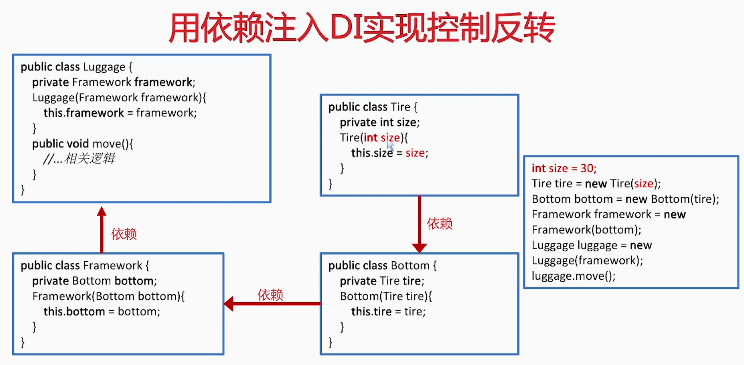 用依赖注入DI实现控制反转
public class Luggage {
private Framework framework;
Luggage(Framework framework){
this.framework = framework;
}
public void move(){
//...相关逻辑
}
}
public class Tire {
private int size;
Tire(int size){
this.size = size;
}
}
int size = 30;
Tire tire = new Tire(size);
Bottom bottom = new Bottom(tire);
Framework framework = new
Framework(bottom);
Luggage luggage = new
Luggage(framework);
luggage.move();
依赖
依赖
public class Framework {
private Bottom bottom;
Framework(Bottom bottom){
this.bottom = bottom;
}
}
依赖
public class Bottom {
private Tire tire;
Bottom(Tire tire){
this.tire = tire;
}
}